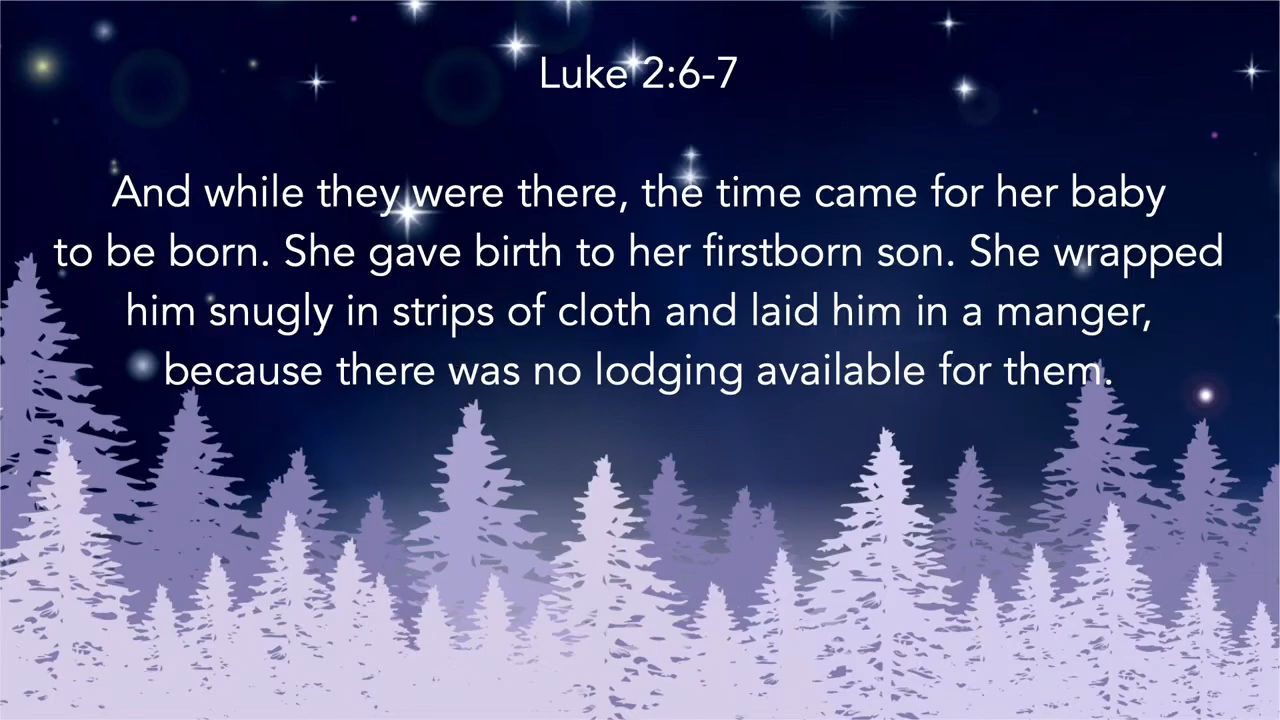 Luke 2:6-7
And while they were there, the time came for her baby
to be born. She gave birth to her firstborn son. She wrapped
him snugly in strips of cloth and laid him in a manger,
because there was no lodging available for them.